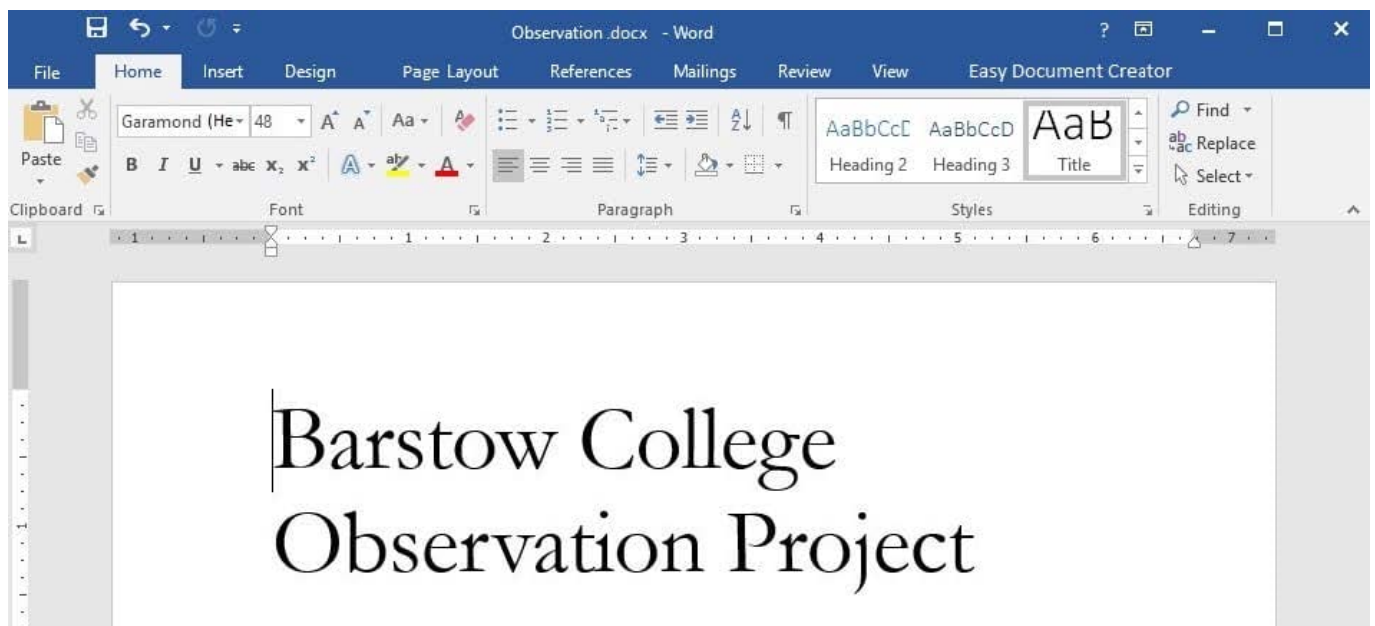 Observation .docx - Word ?
File Home Insert Design Page Layout References Mailings Review View Easy Document Creator
Garamond (He 48 A A Aa AaBbCcD AaBbCcD AaB Find
Paste B I U abc X₂ X² A ab A Heading 2 Heading 3 Title Replace
Select
Clipboard Font Paragraph Styles Editing
L 1 1 2 3 4 5 6 7
Barstow College
Observation Project
1